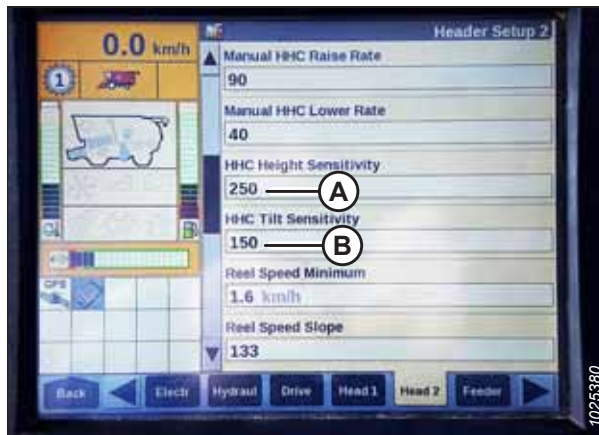 0.0 km/h
Header Setup 2
1
Manual HHC Raise Rate
90
Manual HHC Lower Rate
40
HHC Height Sensitivity
250
A
HHC Tilt Sensitivity
150
B
Reel Speed Minimum
1.6 km/h
GPS
Reel Speed Slope
133
Back
Electr
Hydraul
Drive
Head 1
Head 2
Feeder
1025380